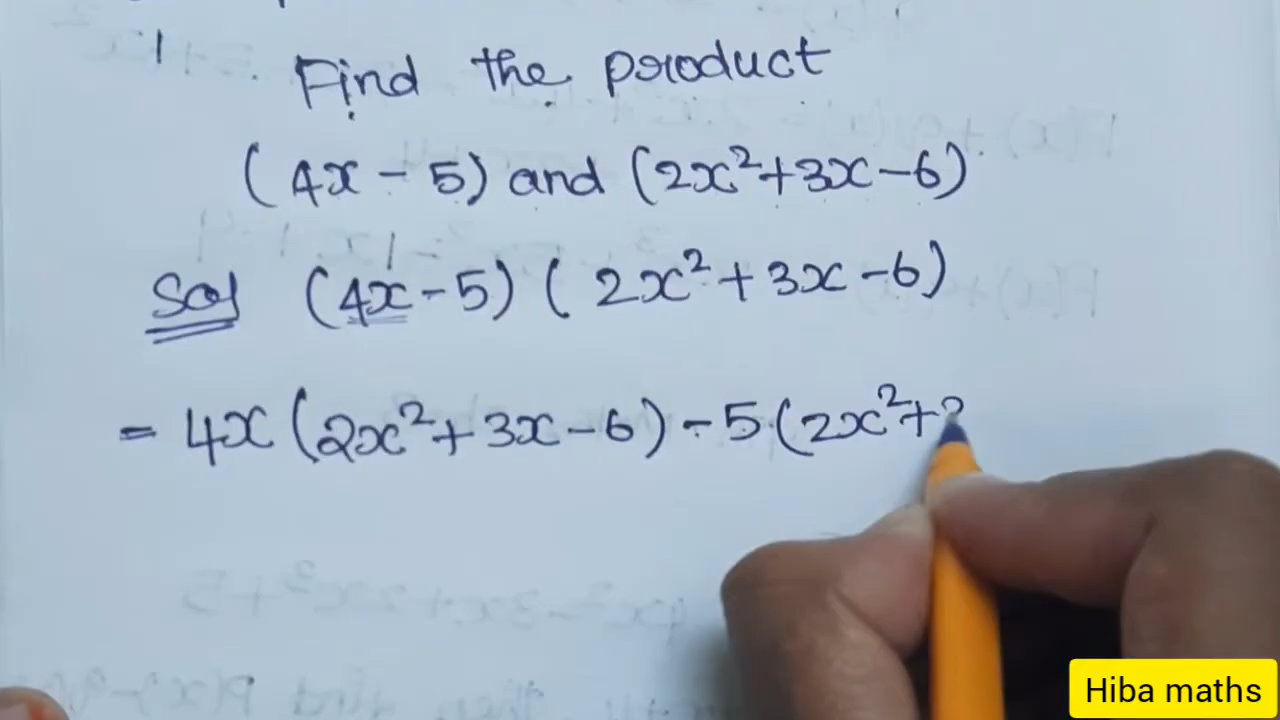 Find the product
(4x - 5) and (2x²+3x-6)
Sol (4x-5)(2x²+3x-6)
= 4x(2x²+3x-6)-5(2x²+
Hiba maths